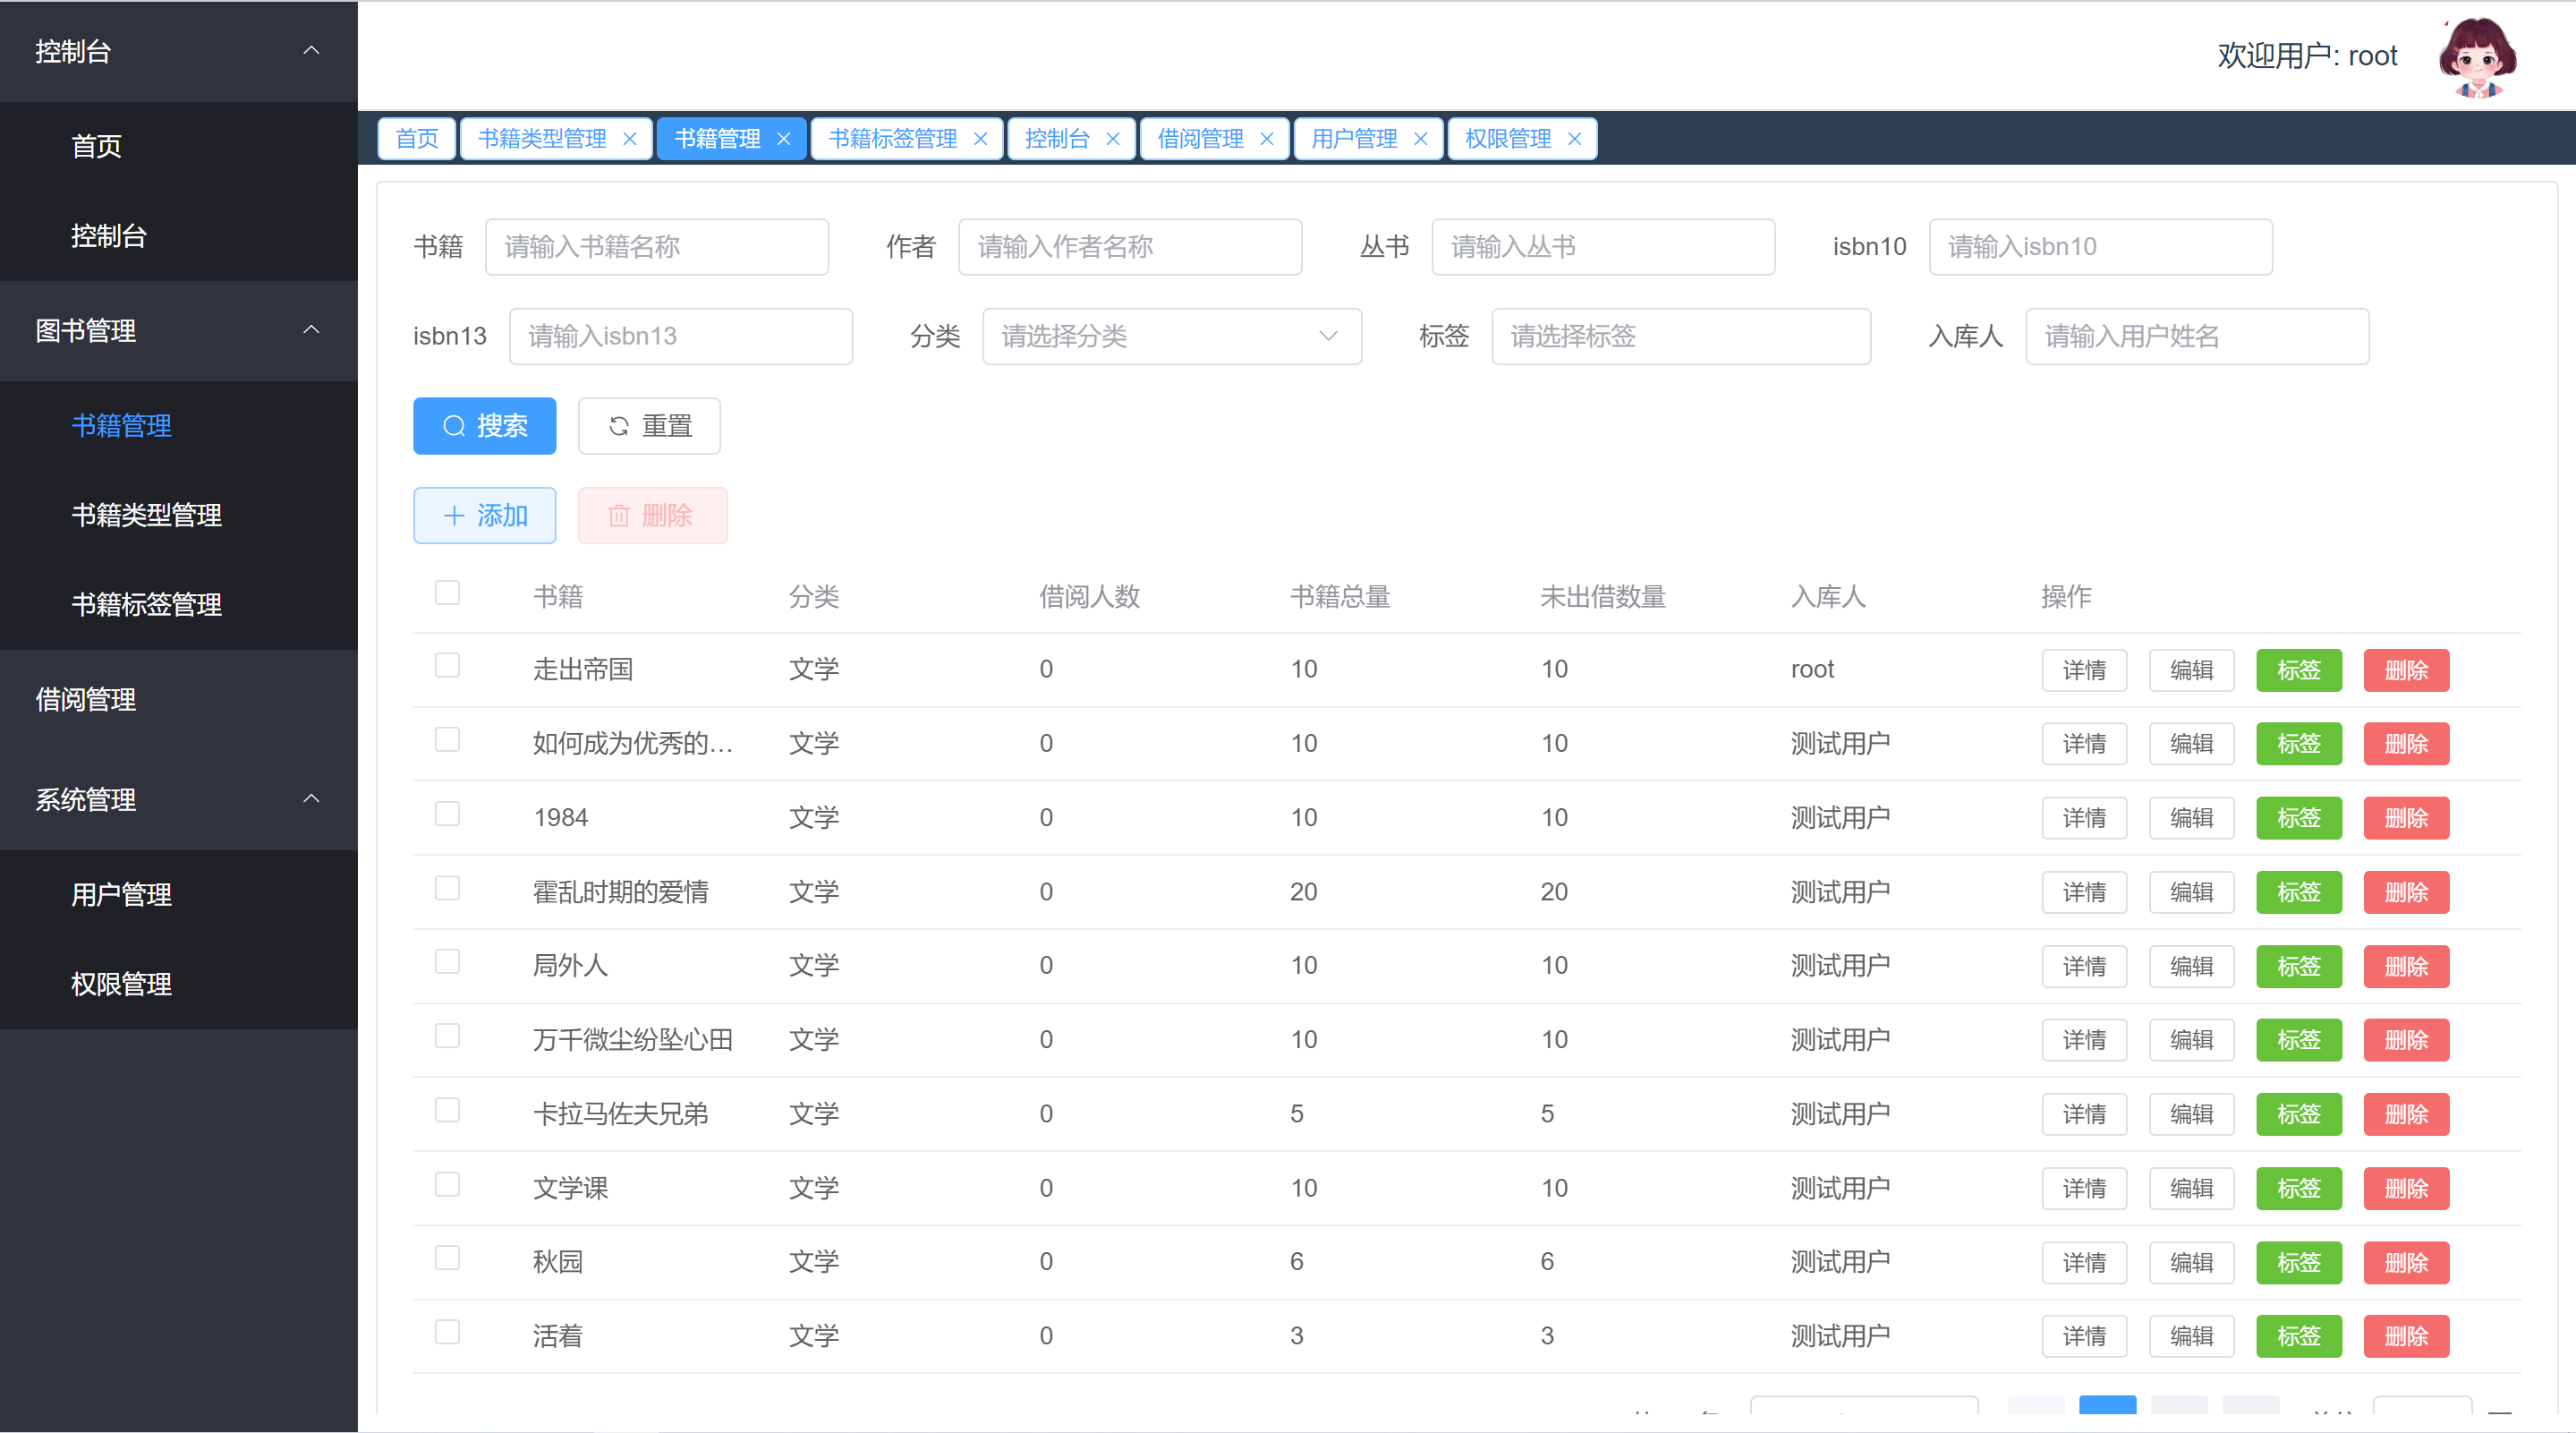 控制台
首页
控制台
图书管理
书籍管理
书籍类型管理
书籍标签管理
借阅管理
系统管理
用户管理
权限管理
欢迎用户: root
首页 书籍类型管理 书籍管理 书籍标签管理 控制台 借阅管理 用户管理 权限管理
书籍 请输入书籍名称 作者 请输入作者名称 丛书 请输入丛书 isbn10 请输入isbn10
isbn13 请输入isbn13 分类 请选择分类 标签 请选择标签 入库人 请输入用户姓名
搜索 重置
添加 删除
书籍 分类 借阅人数 书籍总量 未出借数量 入库人 操作
走出帝国 文学 0 10 10 root 详情 编辑 标签 删除
如何成为优秀的... 文学 0 10 10 测试用户 详情 编辑 标签 删除
1984 文学 0 10 10 测试用户 详情 编辑 标签 删除
霍乱时期的爱情 文学 0 20 20 测试用户 详情 编辑 标签 删除
局外人 文学 0 10 10 测试用户 详情 编辑 标签 删除
万千微尘纷坠心田 文学 0 10 10 测试用户 详情 编辑 标签 删除
卡拉马佐夫兄弟 文学 0 5 5 测试用户 详情 编辑 标签 删除
文学课 文学 0 10 10 测试用户 详情 编辑 标签 删除
秋园 文学 0 6 6 测试用户 详情 编辑 标签 删除
活着 文学 0 3 3 测试用户 详情 编辑 标签 删除